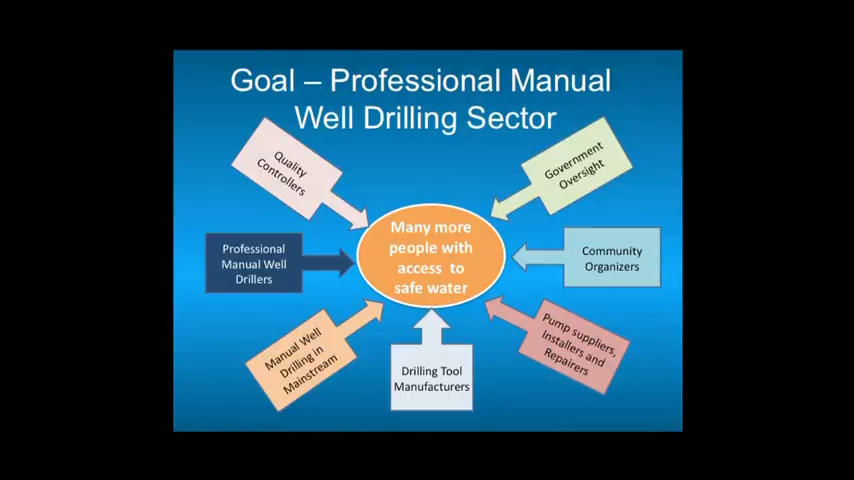 Goal – Professional Manual
Well Drilling Sector
Quality
Controllers
Government
Oversight
Many more
people with
access to
safe water
Professional
Manual Well
Drillers
Community
Organizers
Manual Well
Drilling in
Mainstream
Drilling Tool
Manufacturers
Pump suppliers,
Installers and
Repairers